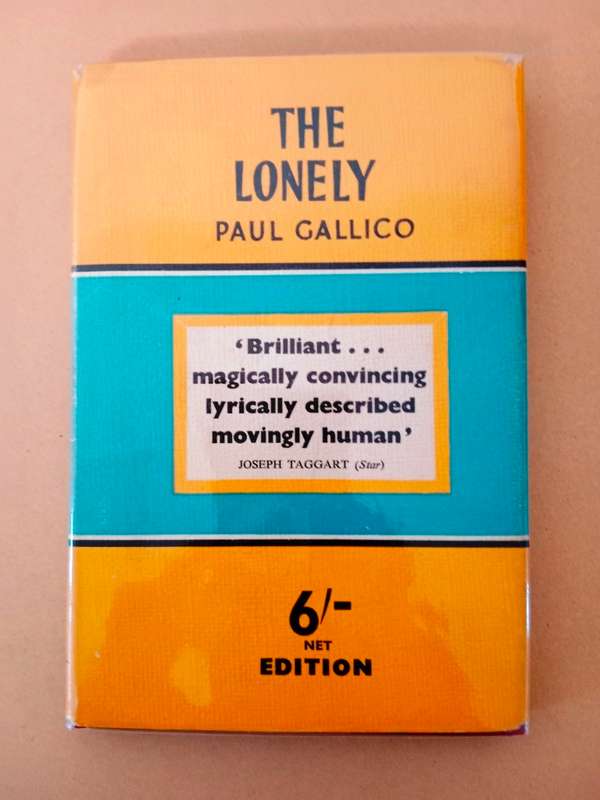 THE
LONELY
PAUL GALLICO
‘Brilliant . . .
magically convincing
lyrically described
movingly human’
JOSEPH TAGGART (Star)
6/-
NET
EDITION